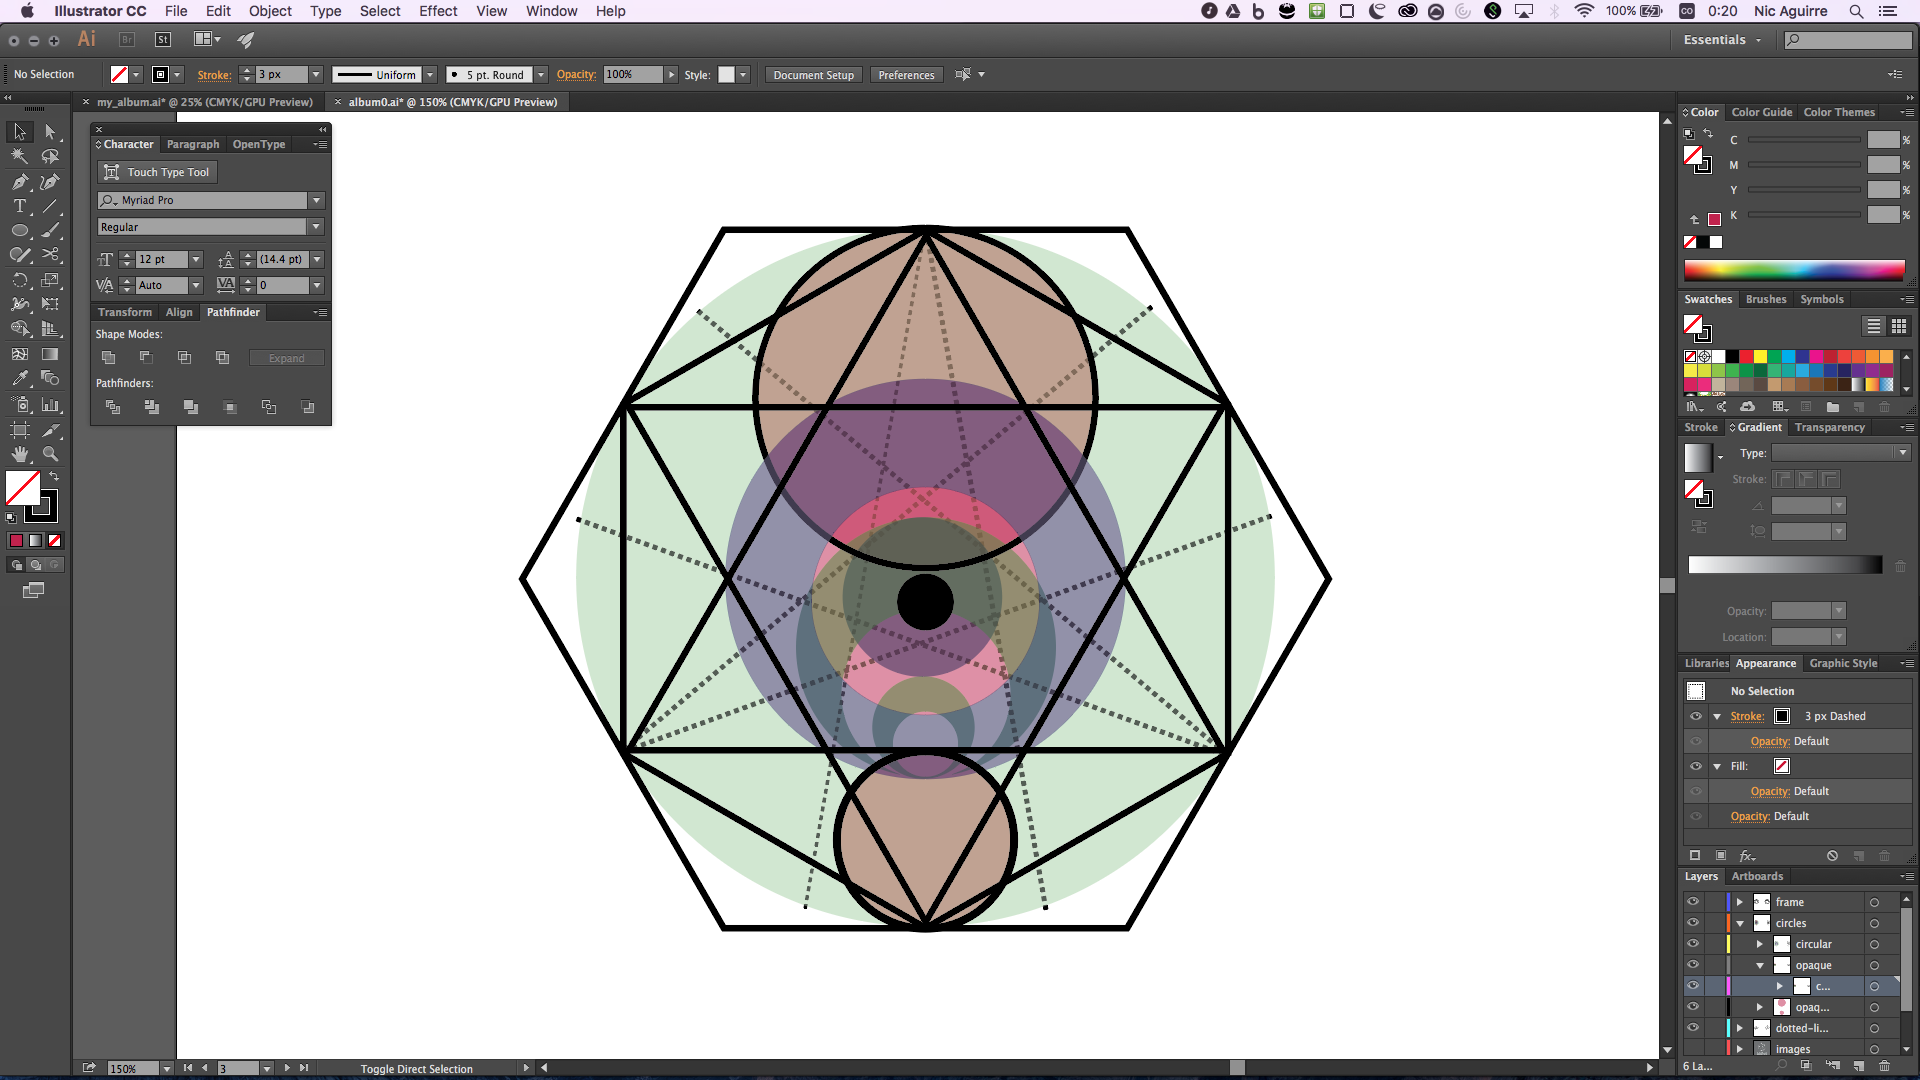 Illustrator CC File Edit Object Type Select Effect View Window Help 100% 0:20 Nic Aguirre
Ai Br St Essentials
No Selection Stroke: 3 px Uniform 5 pt. Round Opacity: 100% Style: Document Setup Preferences
my_album.ai* @ 25% (CMYK/GPU Preview) album0.ai* @ 150% (CMYK/GPU Preview)
Character Paragraph OpenType
Touch Type Tool
Myriad Pro
Regular
12 pt (14.4 pt)
Auto 0
Transform Align Pathfinder
Shape Modes:
Expand
Pathfinders:
Color Color Guide Color Themes
C %
M %
Y %
K %
Swatches Brushes Symbols
Stroke Gradient Transparency
Type:
Stroke:
Opacity:
Location:
Libraries Appearance Graphic Style
No Selection
Stroke: 3 px Dashed
Opacity: Default
Fill:
Opacity: Default
Opacity: Default
fx
Layers Artboards
frame
circles
circular
opaque
c...
opaq...
dotted-li...
images
6 La...
150% 3 Toggle Direct Selection